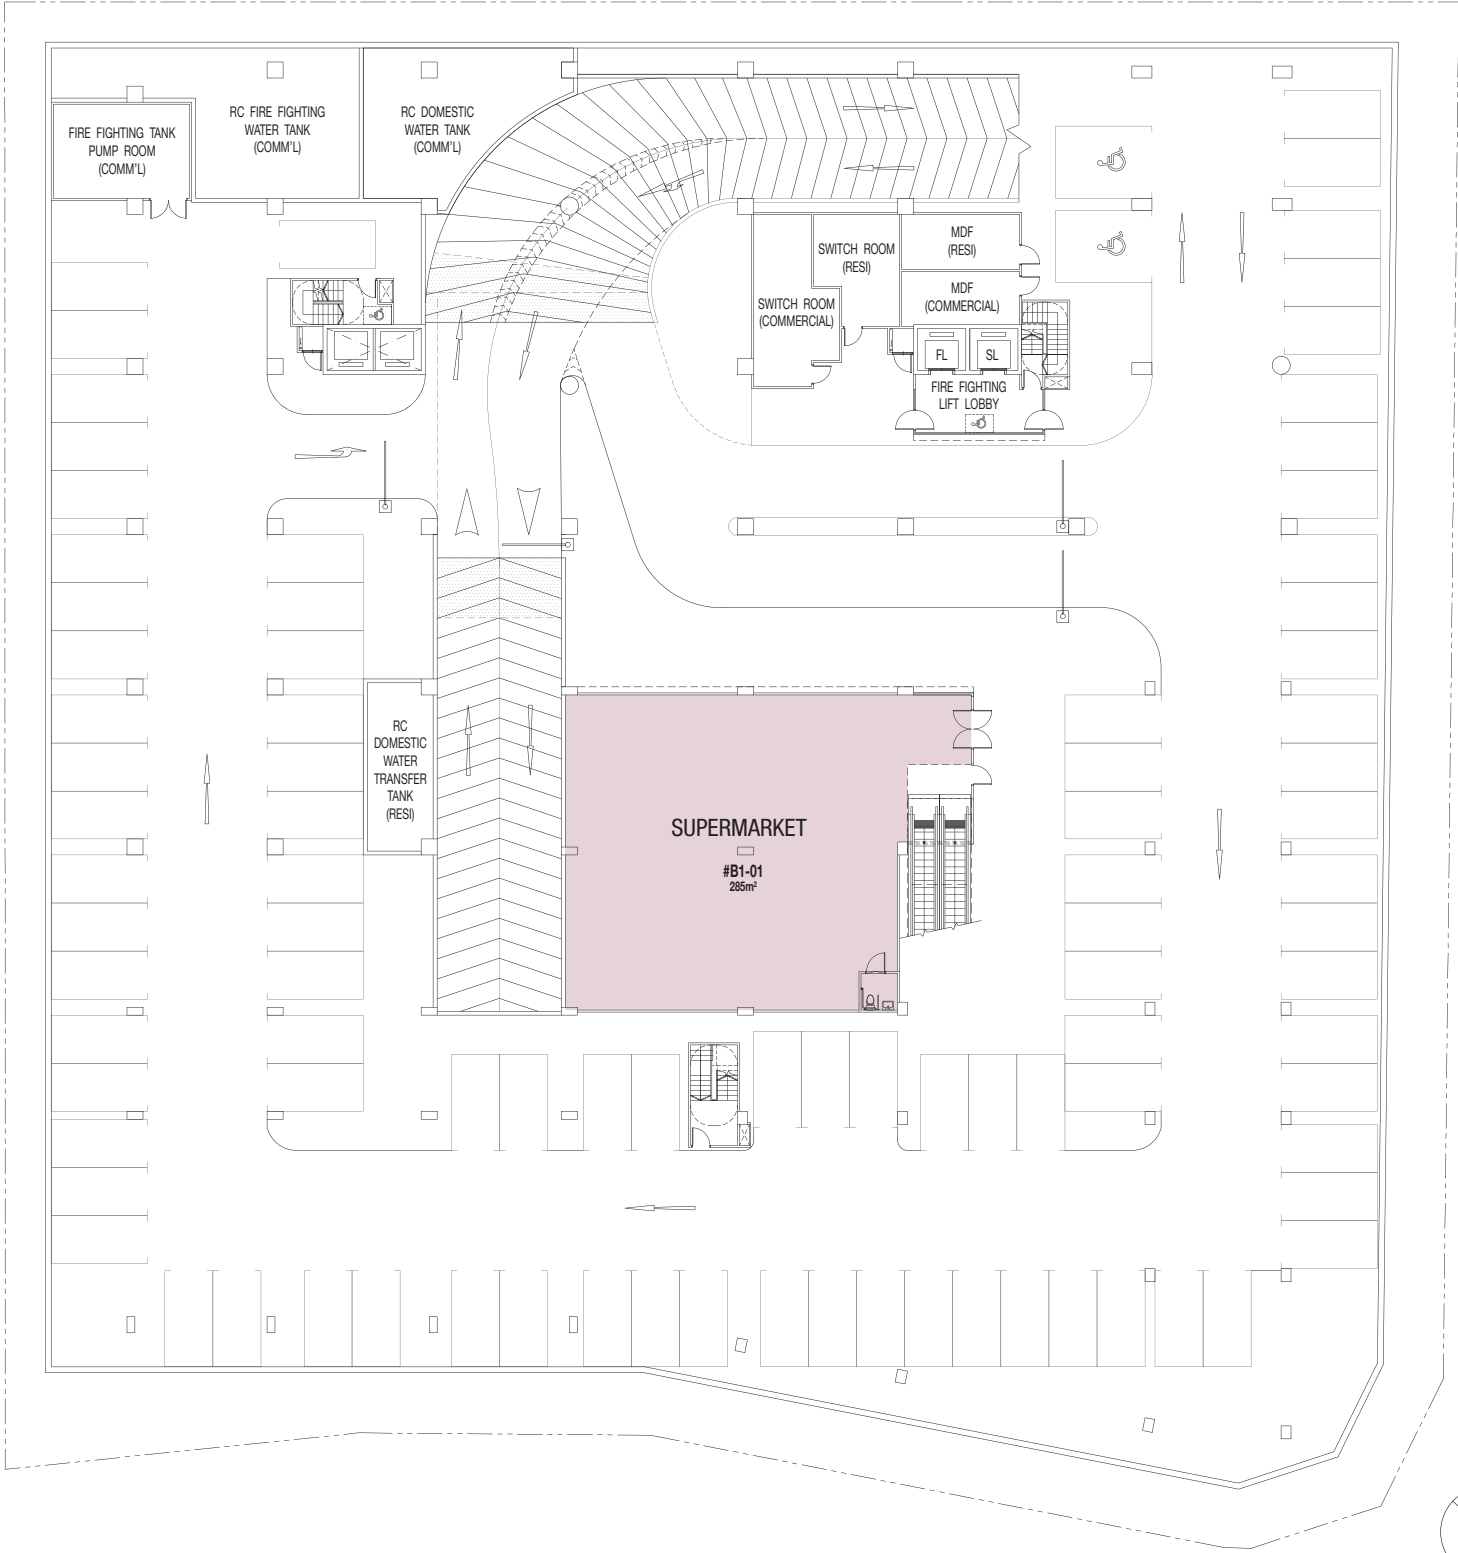 RC FIRE FIGHTING
WATER TANK
(COMM'L)
RC DOMESTIC
WATER TANK
(COMM'L)
FIRE FIGHTING TANK
PUMP ROOM
(COMM'L)
SWITCH ROOM
(RESI)
MDF
(RESI)
MDF
(COMMERCIAL)
SWITCH ROOM
(COMMERCIAL)
FL
SL
FIRE FIGHTING
LIFT LOBBY
RC
DOMESTIC
WATER
TRANSFER
TANK
(RESI)
SUPERMARKET
#B1-01
285m²